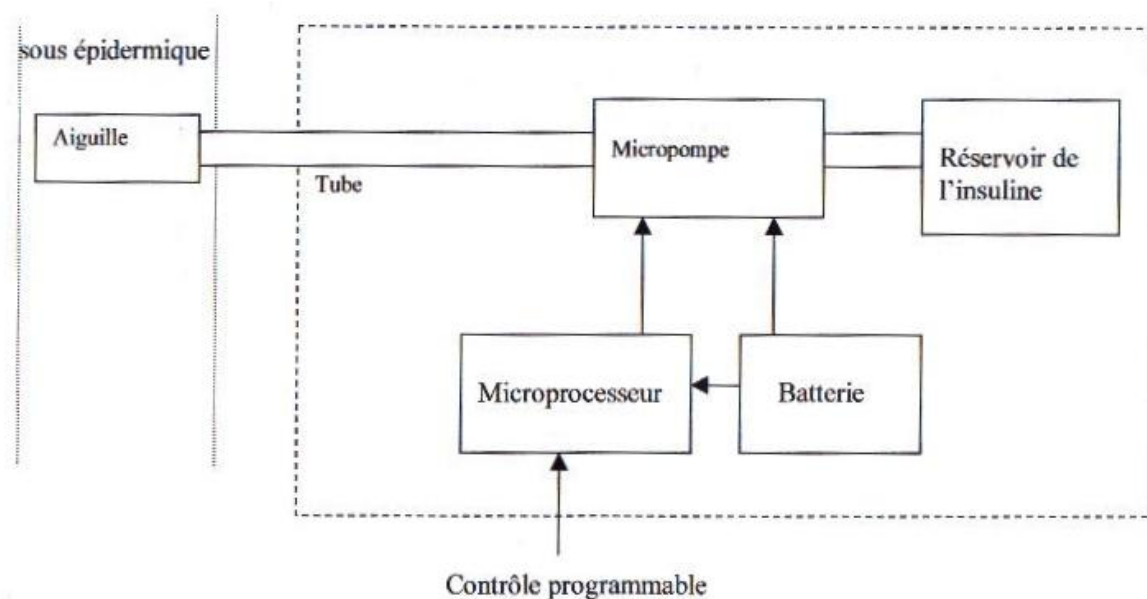 sous épidermique
Aiguille
Tube
Micropompe
Réservoir de
l'insuline
Microprocesseur
Batterie
Contrôle programmable